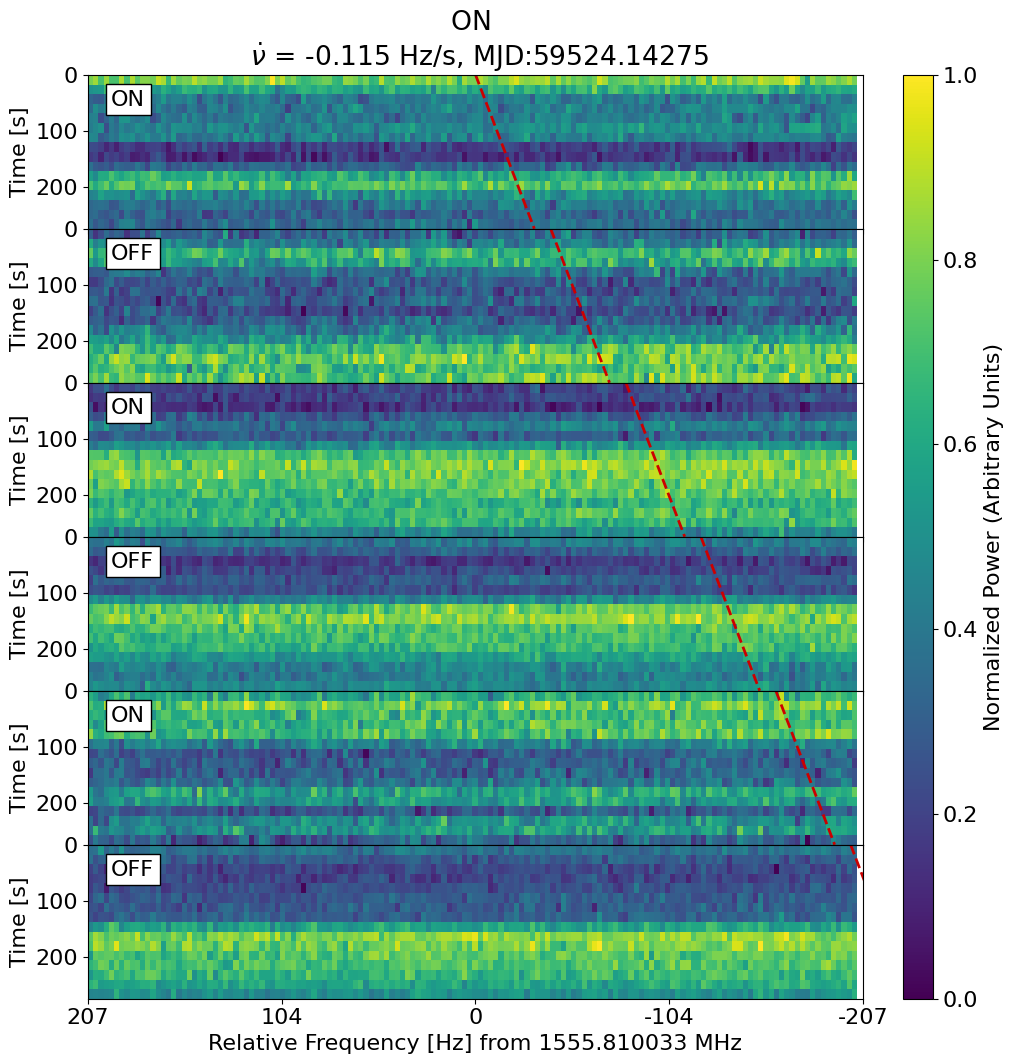 ON
ν̇ = -0.115 Hz/s, MJD:59524.14275
0
ON
100
Time [s]
200
0
OFF
100
Time [s]
200
0
ON
100
Time [s]
200
0
OFF
100
Time [s]
200
0
ON
100
Time [s]
200
0
OFF
100
Time [s]
200
207 104 0 -104 -207
Relative Frequency [Hz] from 1555.810033 MHz
1.0
0.8
0.6
0.4
0.2
0.0
Normalized Power (Arbitrary Units)